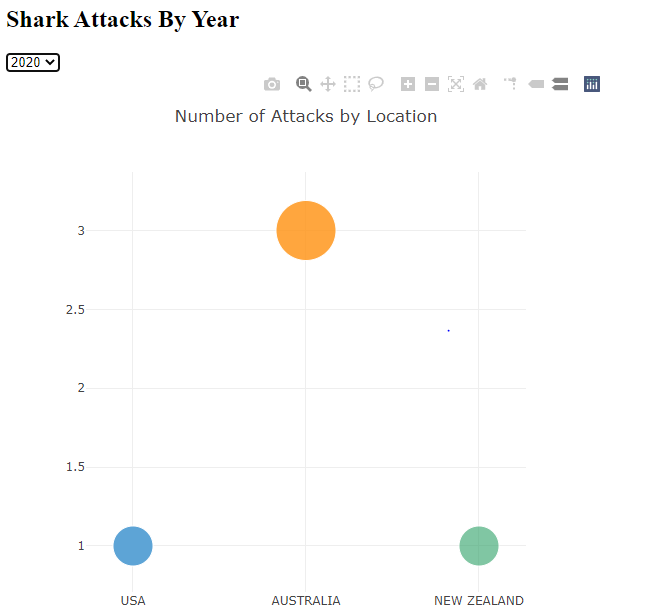 Shark Attacks By Year
2020
Number of Attacks by Location
3
2.5
2
1.5
1
USA AUSTRALIA NEW ZEALAND